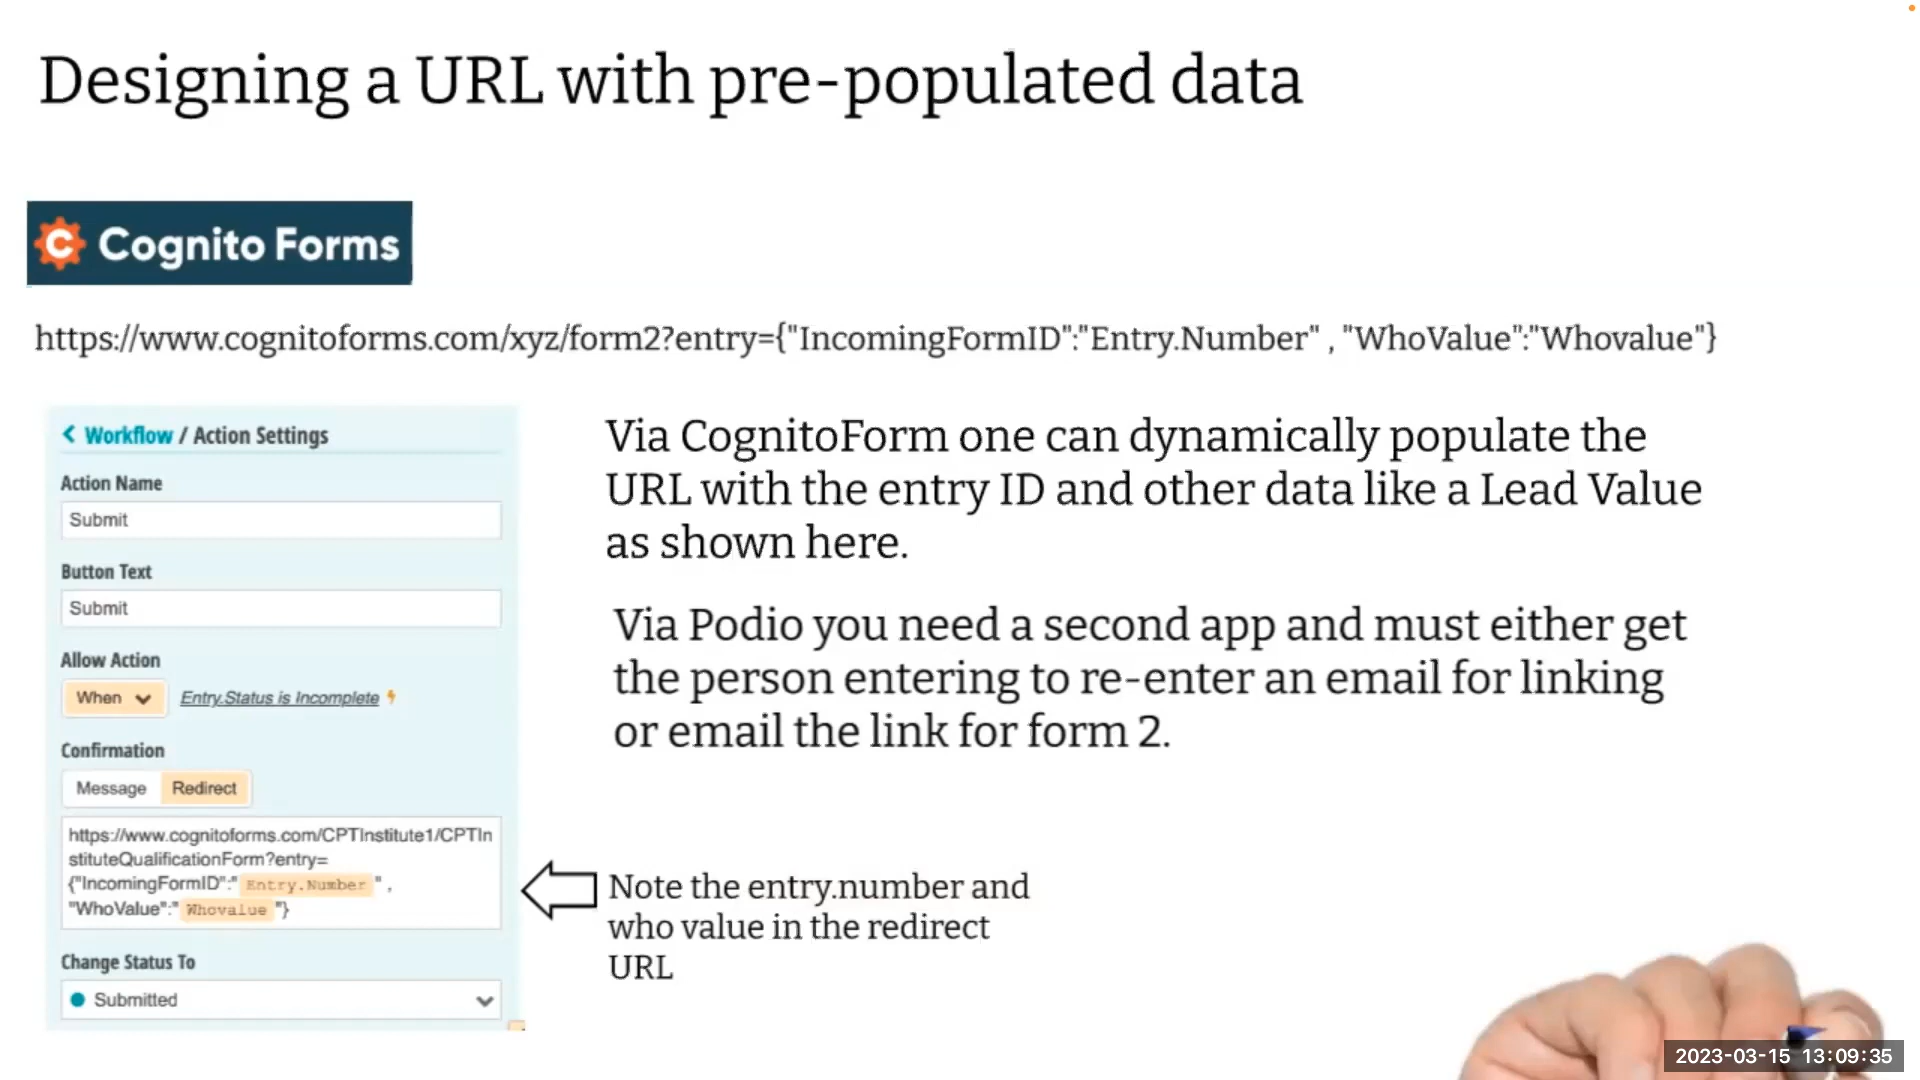 Designing a URL with pre-populated data
C Cognito Forms
https://www.cognitoforms.com/xyz/form2?entry={"IncomingFormID":"Entry.Number" , "WhoValue":"Whovalue"}
Workflow / Action Settings
Action Name
Submit
Button Text
Submit
Allow Action
When Entry.Status is Incomplete
Confirmation
Message Redirect
https://www.cognitoforms.com/CPTInstitute1/CPTIn
stituteQualificationForm?entry=
{"IncomingFormID":" Entry.Number " ,
"WhoValue":" Whovalue "}
Change Status To
Submitted
Via CognitoForm one can dynamically populate the
URL with the entry ID and other data like a Lead Value
as shown here.
Via Podio you need a second app and must either get
the person entering to re-enter an email for linking
or email the link for form 2.
Note the entry.number and
who value in the redirect
URL
2023-03-15 13:09:35